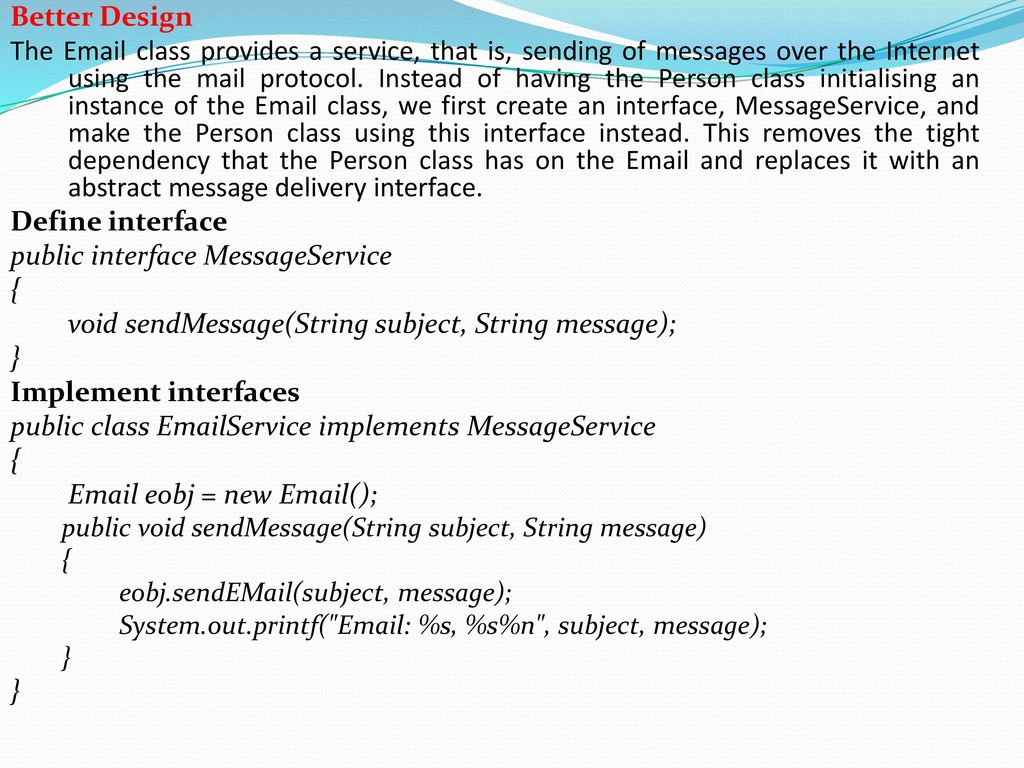 Better Design
The Email class provides a service, that is, sending of messages over the Internet
using the mail protocol. Instead of having the Person class initialising an
instance of the Email class, we first create an interface, MessageService, and
make the Person class using this interface instead. This removes the tight
dependency that the Person class has on the Email and replaces it with an
abstract message delivery interface.
Define interface
public interface MessageService
{
void sendMessage(String subject, String message);
}
Implement interfaces
public class EmailService implements MessageService
{
Email eobj = new Email();
public void sendMessage(String subject, String message)
{
eobj.sendEMail(subject, message);
System.out.printf("Email: %s, %s%n", subject, message);
}
}